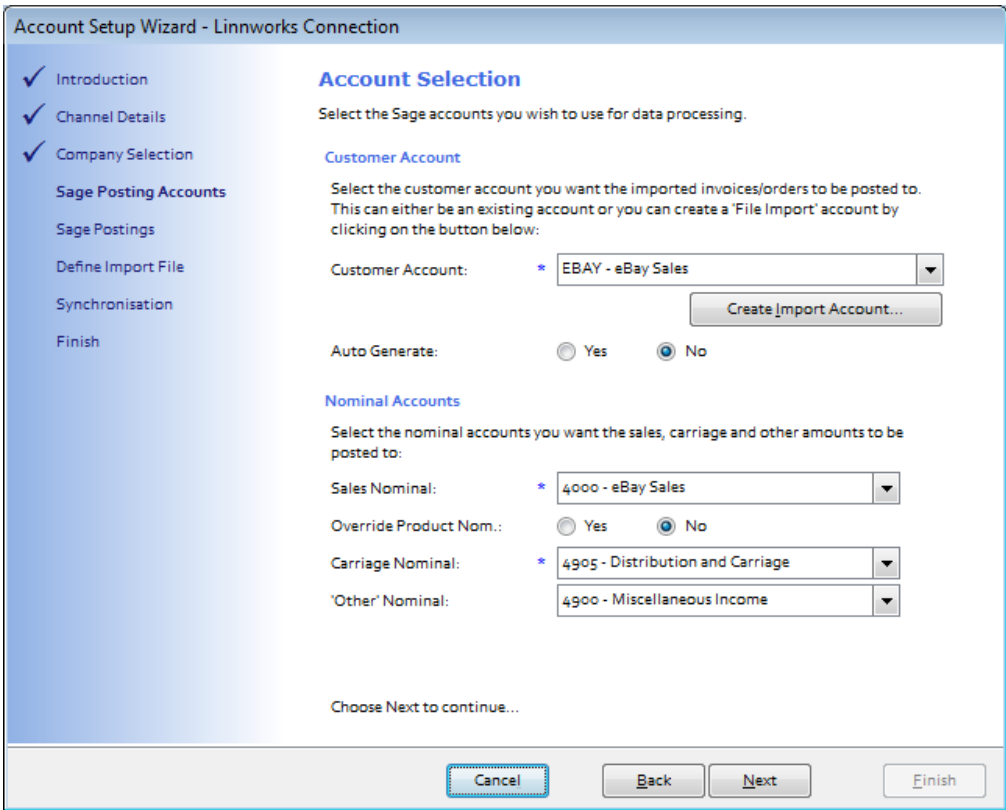 Account Setup Wizard - Linnworks Connection
Introduction
Channel Details
Company Selection
Sage Posting Accounts
Sage Postings
Define Import File
Synchronisation
Finish
Account Selection
Select the Sage accounts you wish to use for data processing.
Customer Account
Select the customer account you want the imported invoices/orders to be posted to.
This can either be an existing account or you can create a 'File Import' account by
clicking on the button below:
Customer Account: * EBAY - eBay Sales
Create Import Account...
Auto Generate: Yes No
Nominal Accounts
Select the nominal accounts you want the sales, carriage and other amounts to be
posted to:
Sales Nominal: * 4000 - eBay Sales
Override Product Nom.: Yes No
Carriage Nominal: * 4905 - Distribution and Carriage
'Other' Nominal: 4900 - Miscellaneous Income
Choose Next to continue...
Cancel Back Next Finish